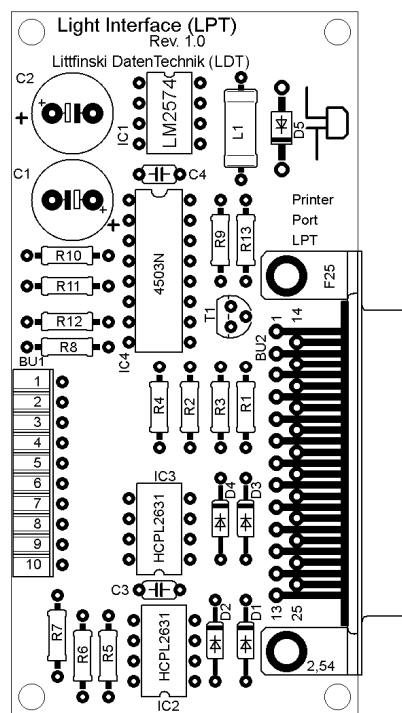 Light Interface (LPT)
Rev. 1.0
Littfinski DatenTechnik (LDT)
C2
+
+
IC1
LM2574
L1
D5
C1
+
+
C4
4503N
IC4
R9
R13
Printer
Port
LPT
F25
R10
R11
R12
R8
T1
BU1
BU2
1
14
1
2
3
4
5
6
7
8
9
10
R4
R2
R3
R1
IC3
HCPL2631
D4
D3
C3
13
25
R7
R6
R5
HCPL2631
IC2
D2
D1
2,54